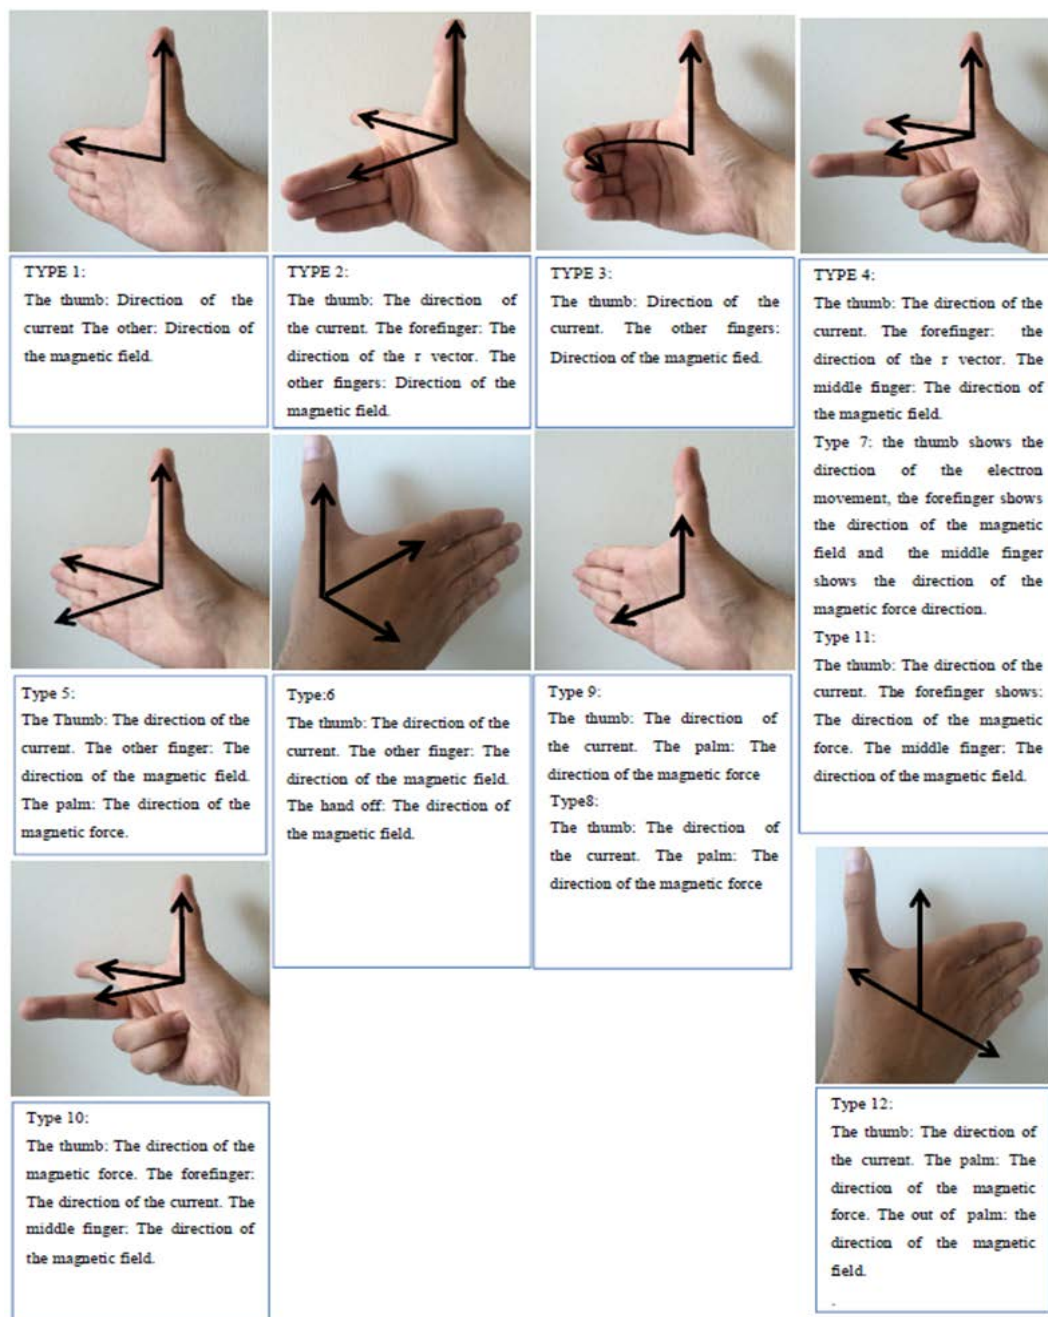 TYPE 1:
The thumb: Direction of the
current The other: Direction of
the magnetic field.
TYPE 2:
The thumb: The direction of
the current. The forefinger: The
direction of the r vector. The
other fingers: Direction of the
magnetic field.
TYPE 3:
The thumb: Direction of the
current. The other fingers:
Direction of the magnetic fied.
TYPE 4:
The thumb: The direction of the
current. The forefinger: the
direction of the r vector. The
middle finger: The direction of
the magnetic field.
Type 7: the thumb shows the
direction of the electron
movement, the forefinger shows
the direction of the magnetic
field and the middle finger
shows the direction of the
magnetic force direction.
Type 11:
The thumb: The direction of the
current. The forefinger shows:
The direction of the magnetic
force. The middle finger: The
direction of the magnetic field.
Type 5:
The Thumb: The direction of the
current. The other finger: The
direction of the magnetic field.
The palm: The direction of the
magnetic force.
Type:6
The thumb: The direction of the
current. The other finger: The
direction of the magnetic field.
The hand off: The direction of
the magnetic field.
Type 9:
The thumb: The direction of
the current. The palm: The
direction of the magnetic force
Type8:
The thumb: The direction of
the current. The palm: The
direction of the magnetic force
Type 10:
The thumb: The direction of the
magnetic force. The forefinger:
The direction of the current. The
middle finger: The direction of
the magnetic field.
Type 12:
The thumb: The direction of
the current. The palm: The
direction of the magnetic
force. The out of palm: the
direction of the magnetic
field.
-